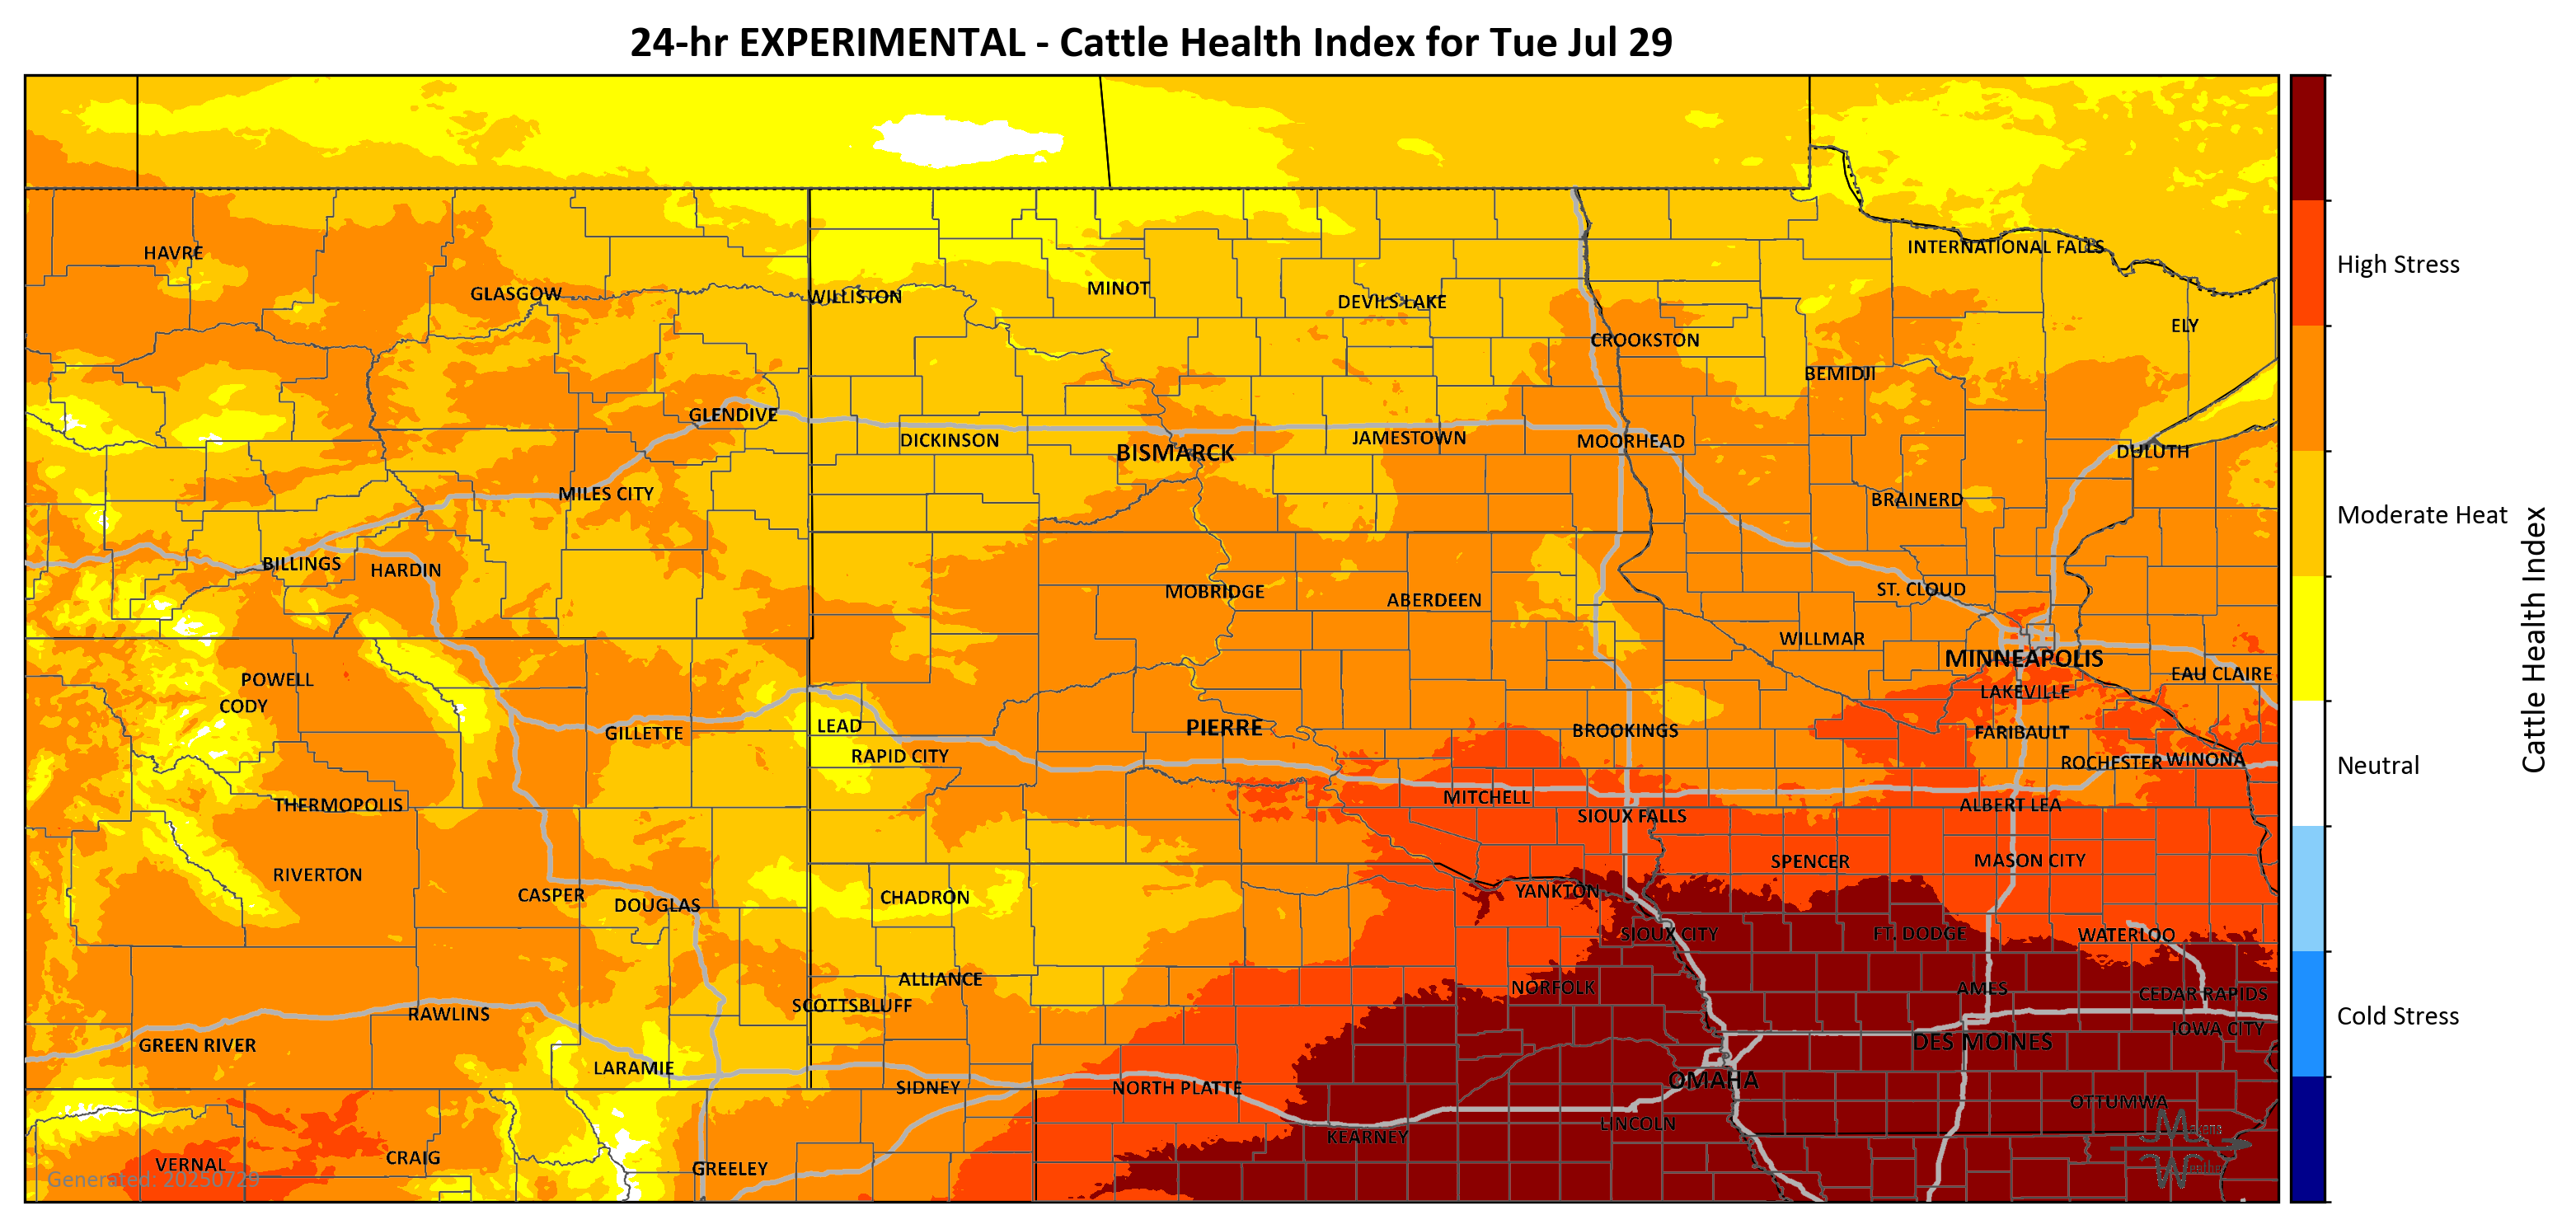 24-hr EXPERIMENTAL - Cattle Health Index for Tue Jul 29
HAVRE
INTERNATIONAL FALLS
High Stress
GLASGOW
WILLISTON
MINOT
DEVILS LAKE
ELY
CROOKSTON
BEMIDJI
GLENDIVE
DICKINSON
BISMARCK
JAMESTOWN
MOORHEAD
DULUTH
MILES CITY
BRAINERD
Moderate Heat
BILLINGS
HARDIN
MOBRIDGE
ABERDEEN
ST. CLOUD
WILLMAR
MINNEAPOLIS
Cattle Health Index
POWELL
EAU CLAIRE
CODY
LAKEVILLE
LEAD
PIERRE
GILLETTE
BROOKINGS
FARIBAULT
RAPID CITY
ROCHESTER
WINONA
Neutral
THERMOPOLIS
MITCHELL
ALBERT LEA
SIOUX FALLS
SPENCER
MASON CITY
RIVERTON
CASPER
CHADRON
YANKTON
DOUGLAS
SIOUX CITY
FT. DODGE
WATERLOO
ALLIANCE
NORFOLK
AMES
CEDAR RAPIDS
SCOTTSBLUFF
RAWLINS
Cold Stress
IOWA CITY
GREEN RIVER
DES MOINES
LARAMIE
SIDNEY
NORTH PLATTE
OMAHA
OTTUMWA
LINCOLN
KEARNEY
CRAIG
VERNAL
GREELEY
Generated: 20250729